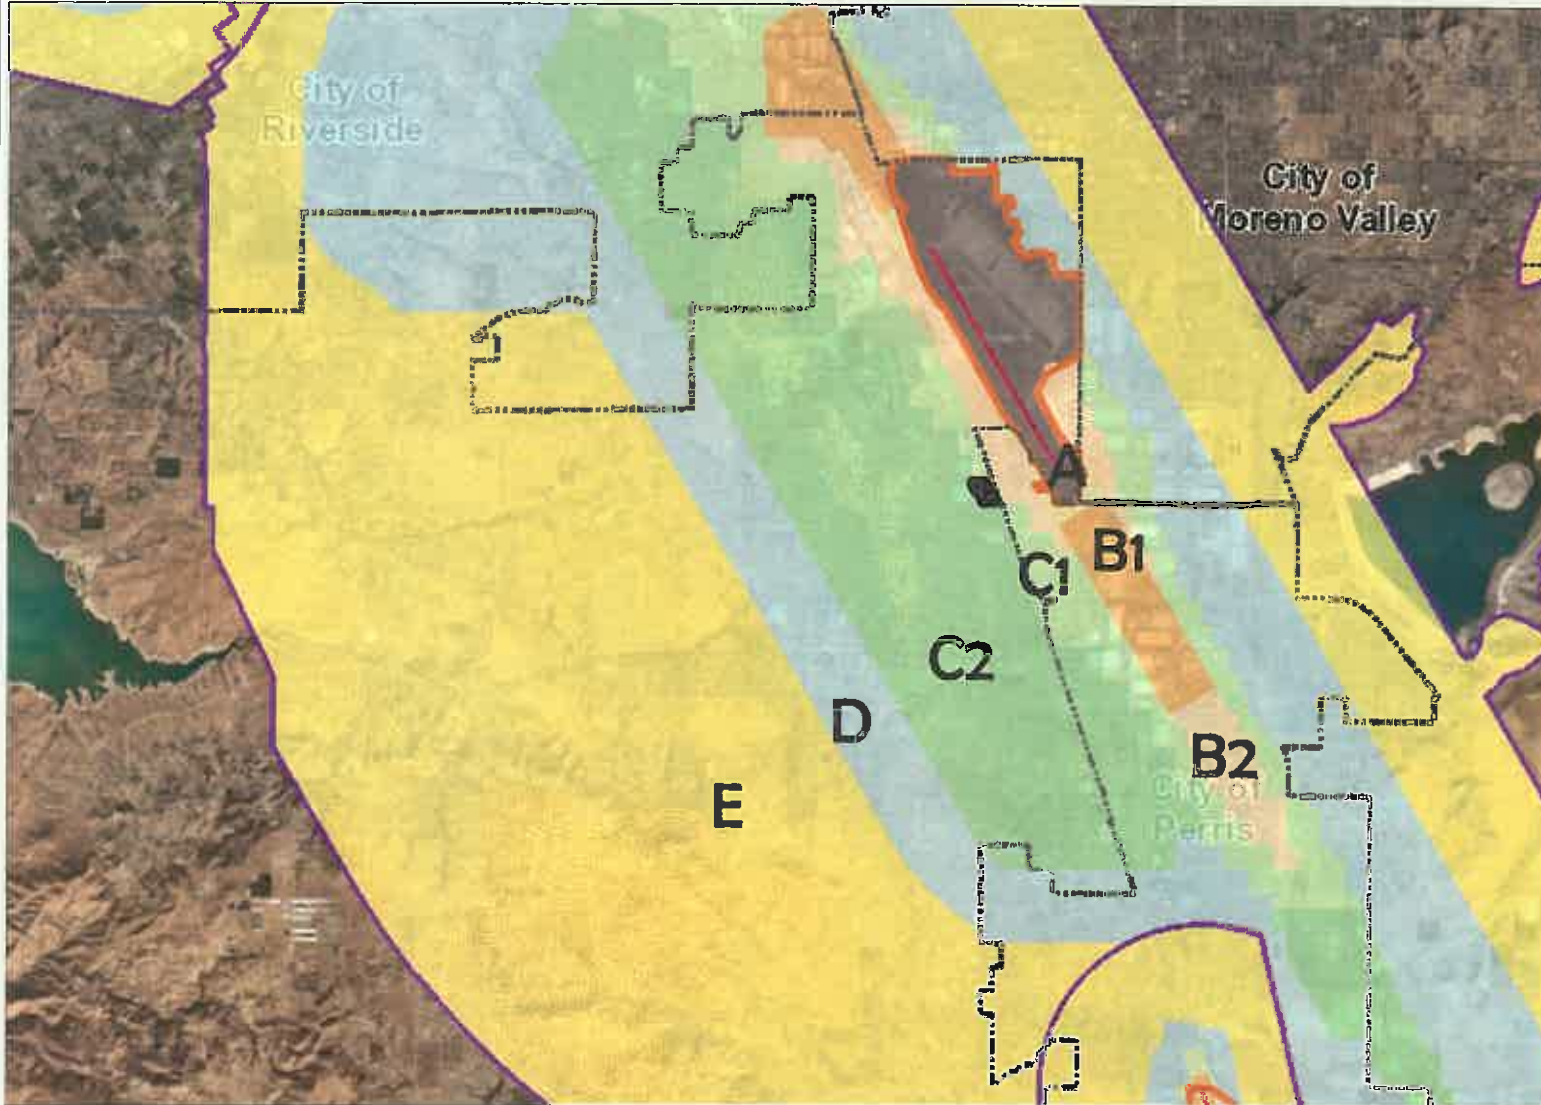 City of
Riverside
City of
Moreno Valley
A
B1
C1
C2
D
B2
City of
Perris
E